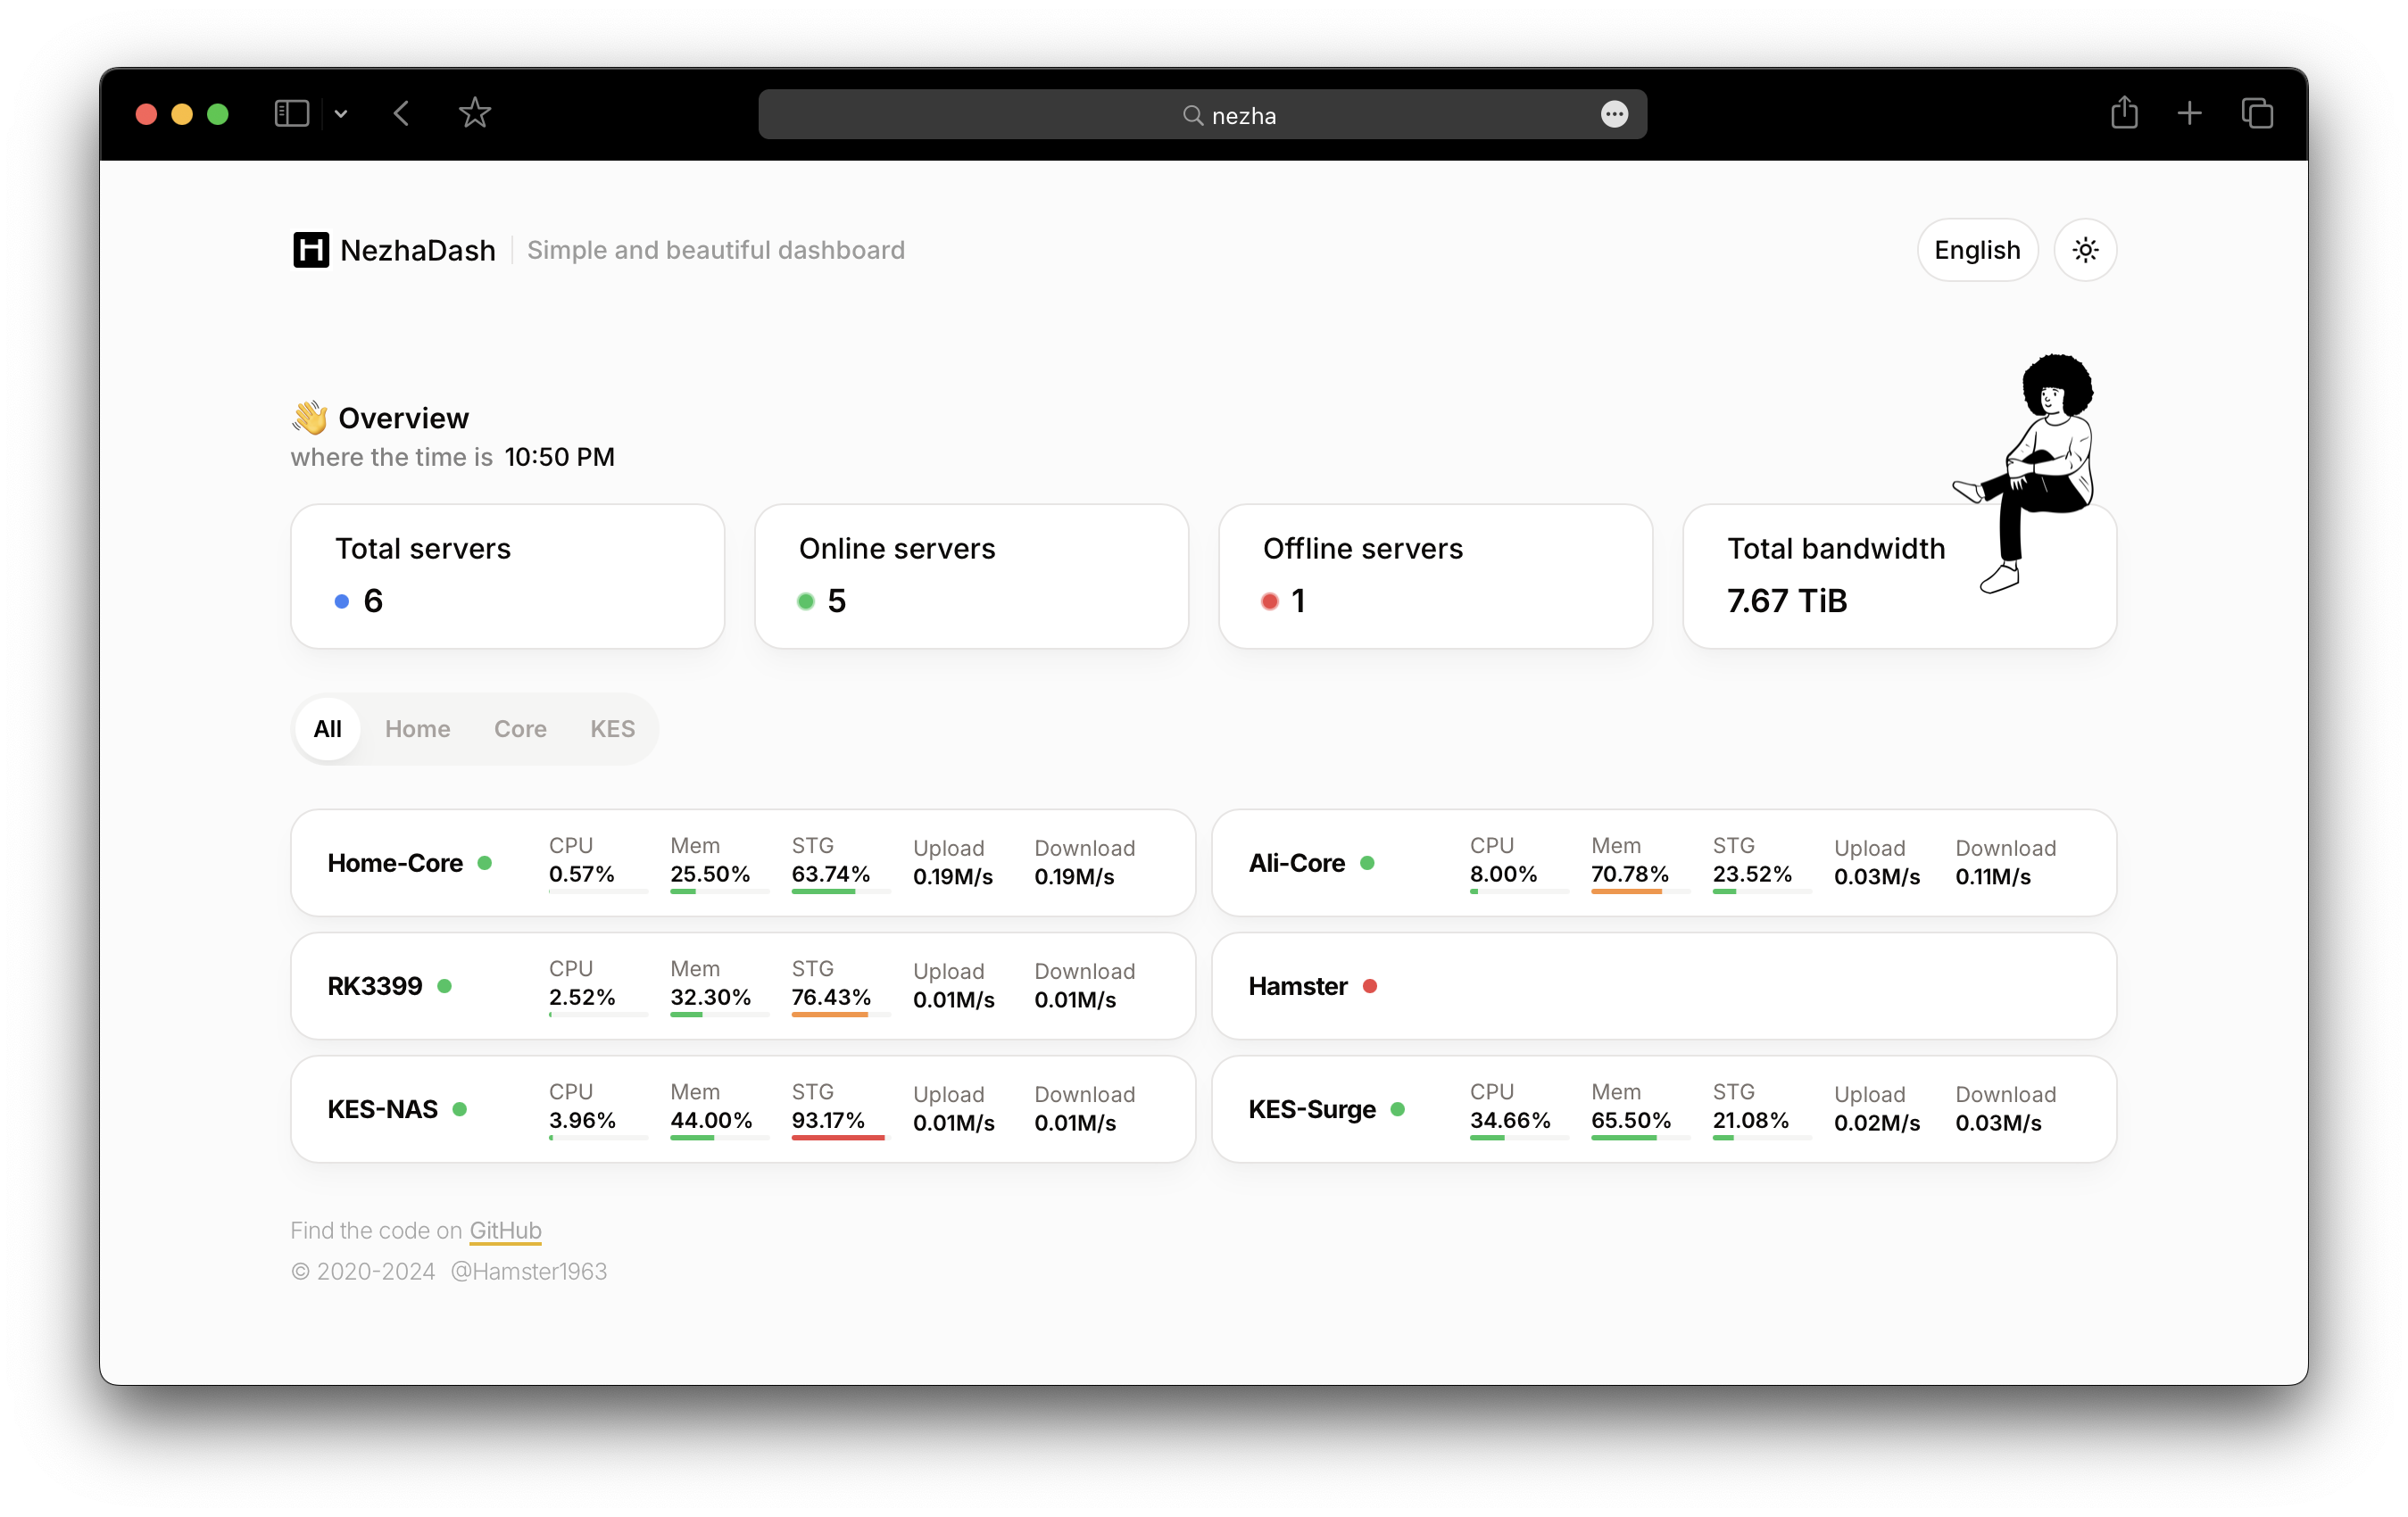 nezha
H NezhaDash Simple and beautiful dashboard English
👋 Overview
where the time is 10:50 PM
Total servers
6
Online servers
5
Offline servers
1
Total bandwidth
7.67 TiB
All Home Core KES
Home-Core CPU Mem STG Upload Download
0.57% 25.50% 63.74% 0.19M/s 0.19M/s
Ali-Core CPU Mem STG Upload Download
8.00% 70.78% 23.52% 0.03M/s 0.11M/s
RK3399 CPU Mem STG Upload Download
2.52% 32.30% 76.43% 0.01M/s 0.01M/s
Hamster
KES-NAS CPU Mem STG Upload Download
3.96% 44.00% 93.17% 0.01M/s 0.01M/s
KES-Surge CPU Mem STG Upload Download
34.66% 65.50% 21.08% 0.02M/s 0.03M/s
Find the code on GitHub
© 2020-2024 @Hamster1963